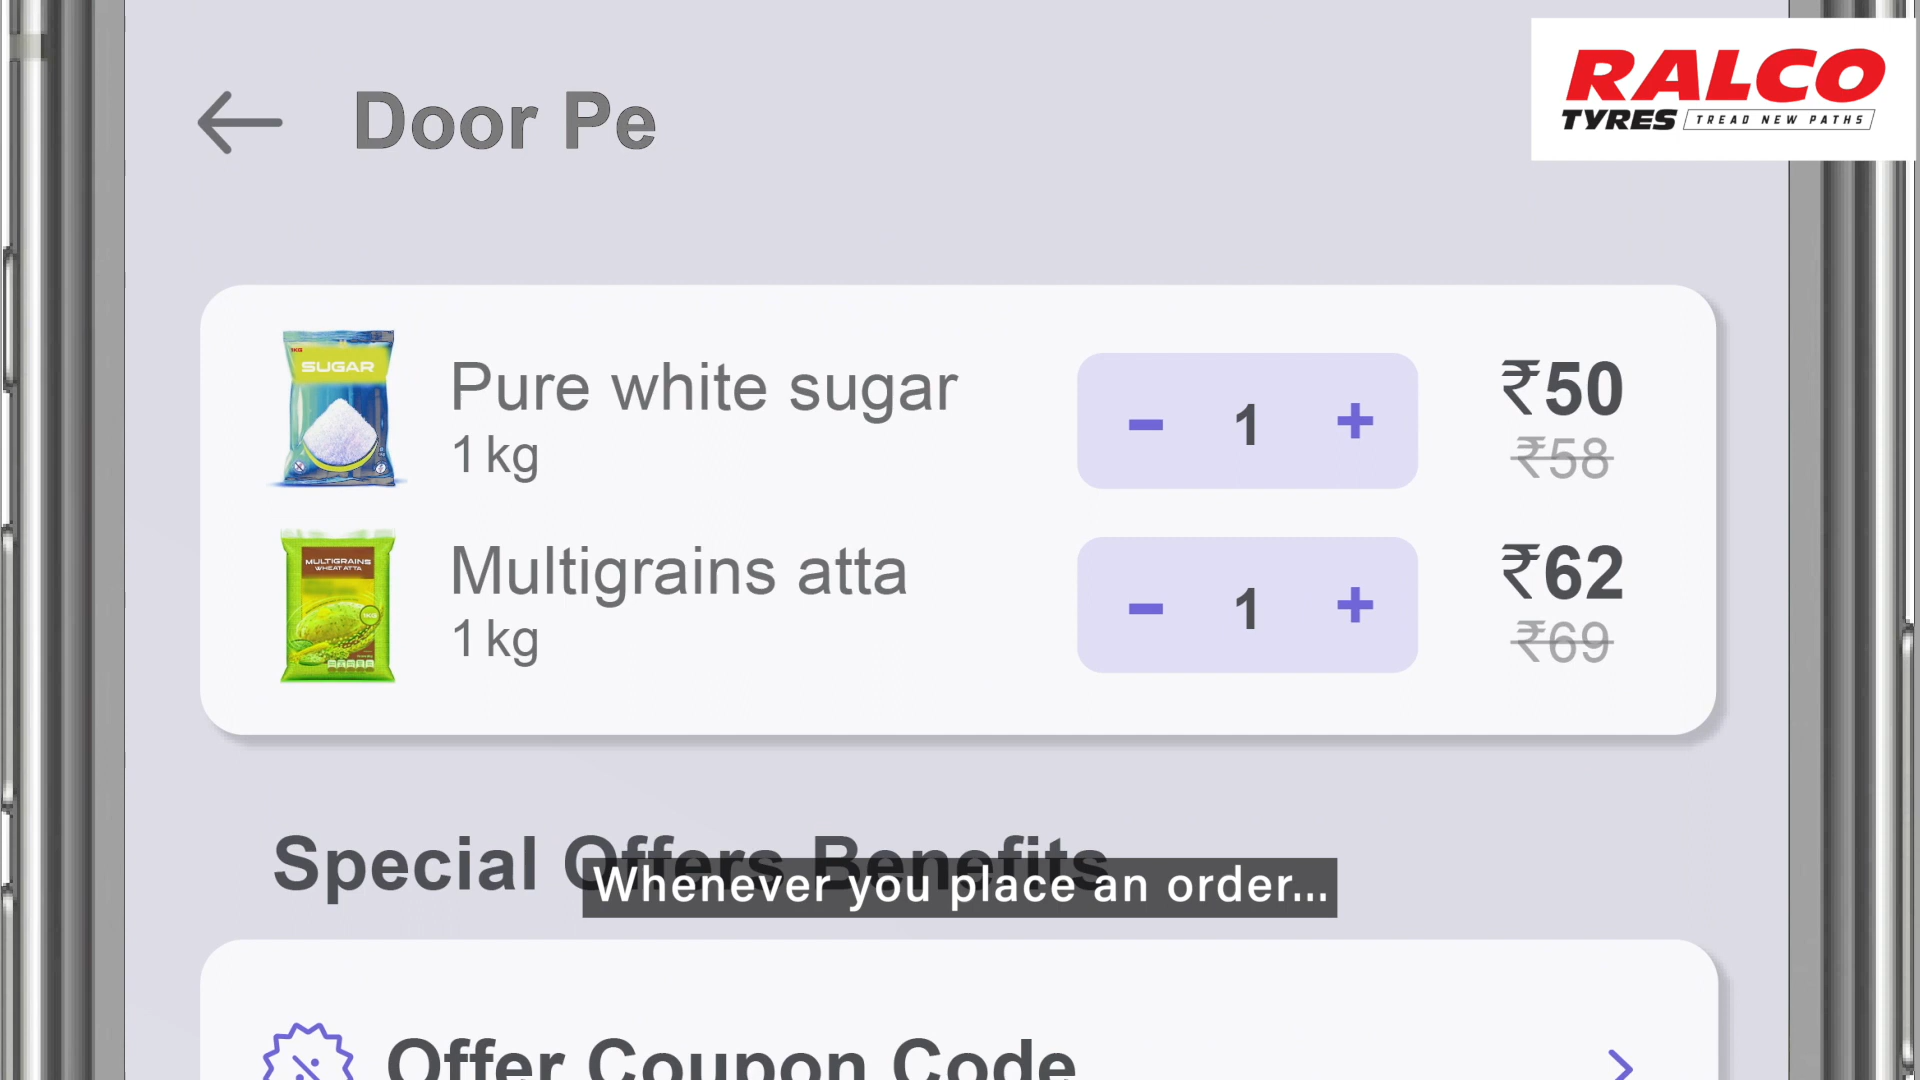 RALCO
TYRES TREAD NEW PATHS
Door Pe
1KG
SUGAR
Pure white sugar
1 kg
- 1 +
₹50
₹58
MULTIGRAINS
WHEAT ATTA
Multigrains atta
1 kg
- 1 +
₹62
₹69
Special Offers Benefits
Whenever you place an order...
Offer Coupon Code